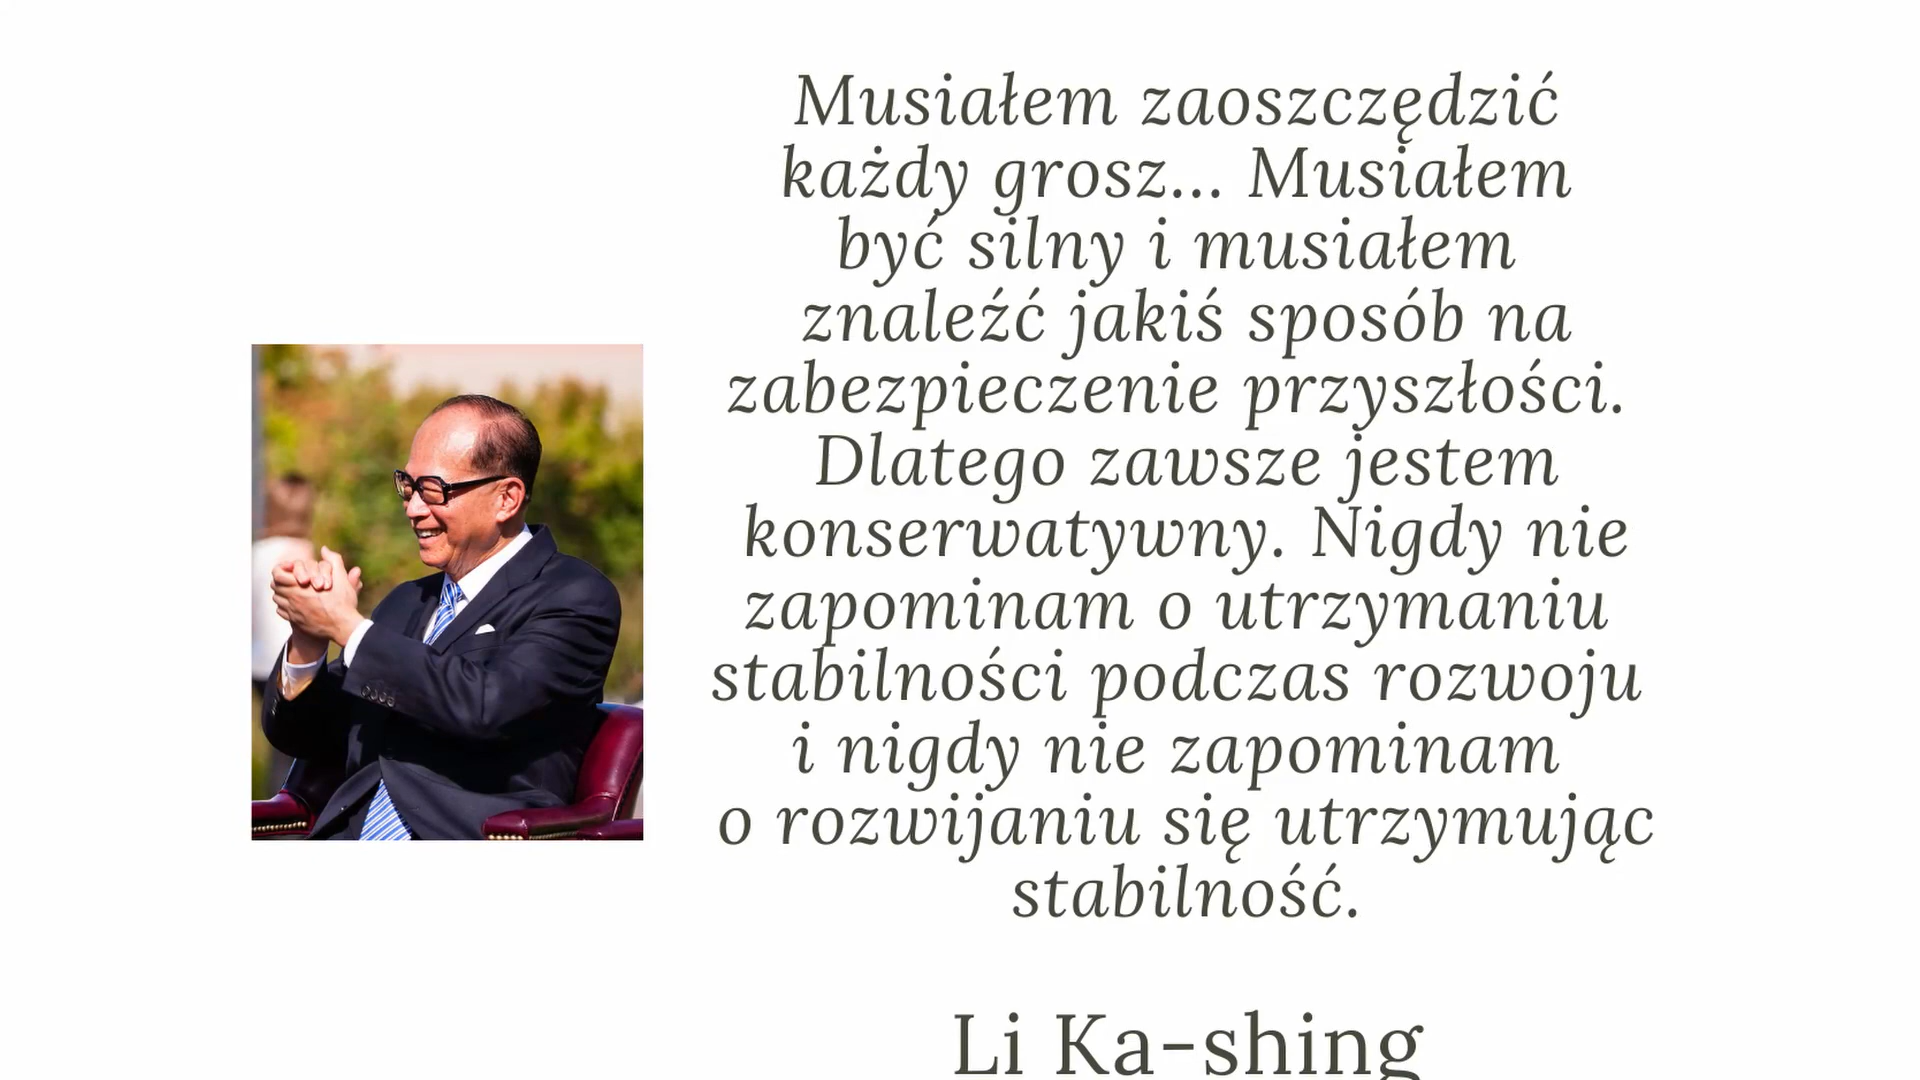 Musiałem zaoszczędzić
każdy grosz... Musiałem
być silny i musiałem
znaleźć jakiś sposób na
zabezpieczenie przyszłości.
Dlatego zawsze jestem
konserwatywny. Nigdy nie
zapominam o utrzymaniu
stabilności podczas rozwoju
i nigdy nie zapominam
o rozwijaniu się utrzymując
stabilność.
Li Ka-shing